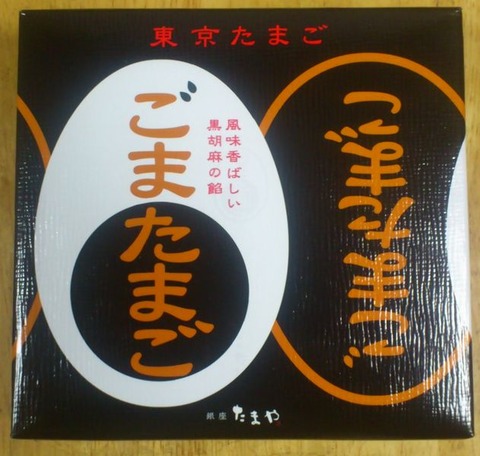 東京たまご
ごまたまご
風味香ばしい
黒胡麻の餡
ごまたまご
銀座 たまや